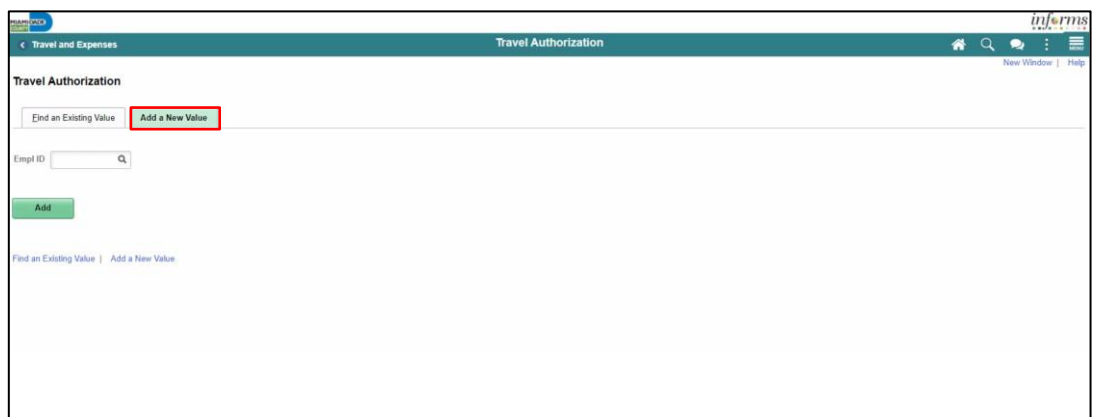 MIAMI-DADE
COUNTY
informs
Travel and Expenses
Travel Authorization
MENU
New Window | Help
Travel Authorization
Find an Existing Value
Add a New Value
Empl ID
Add
Find an Existing Value | Add a New Value